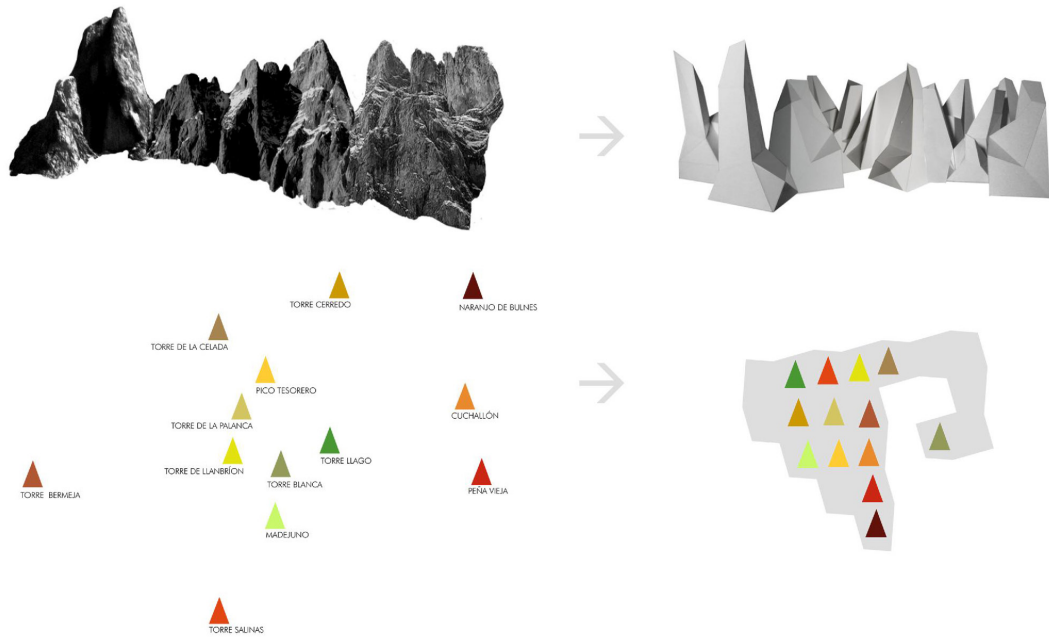 TORRE CERREDO
NARANJO DE BULNES
TORRE DE LA CELADA
PICO TESORERO
TORRE DE LA PALANCA
CUCHALLÓN
TORRE DE LLANBRÍON
TORRE LLAGO
TORRE BLANCA
TORRE BERMEJA
PEÑA VIEJA
MADEJUNO
TORRE SALINAS